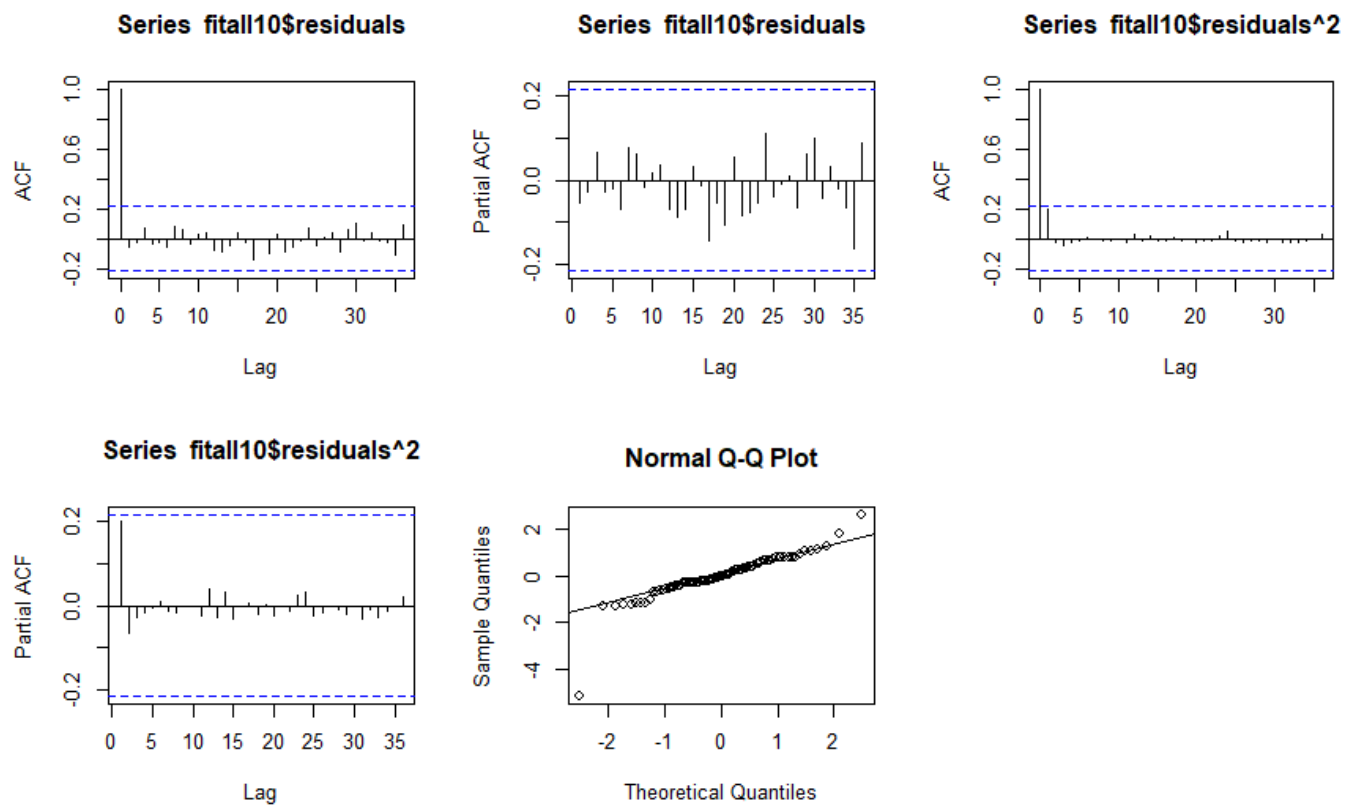 Series fitall10$residuals
ACF
-0.2 0.2 0.6 1.0
0 5 10 20 30
Lag
Series fitall10$residuals
Partial ACF
-0.2 0.0 0.2
0 5 10 15 20 25 30 35
Lag
Series fitall10$residuals^2
ACF
-0.2 0.2 0.6 1.0
0 5 10 20 30
Lag
Series fitall10$residuals^2
Partial ACF
-0.2 0.0 0.2
0 5 10 15 20 25 30 35
Lag
Normal Q-Q Plot
Sample Quantiles
-4 -2 0 2
-2 -1 0 1 2
Theoretical Quantiles